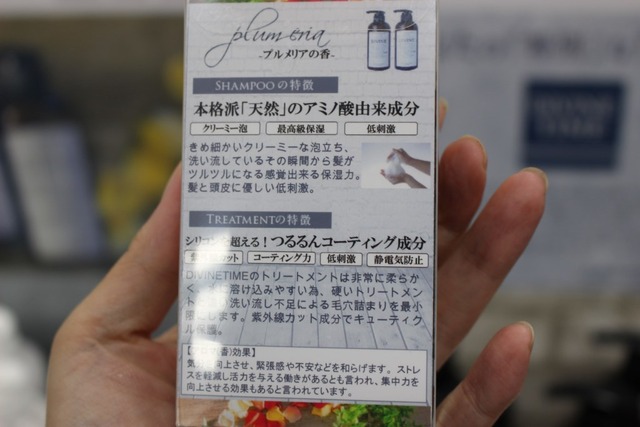 plumeria
-プルメリアの香-
SHAMPOOの特徴
本格派「天然」のアミノ酸由来成分
クリーミー泡 最高級保湿 低刺激
きめ細かいクリーミーな泡立ち、
洗い流しているその瞬間から髪が
ツルツルになる感覚出来る保湿力。
髪と頭皮に優しい低刺激。
TREATMENTの特徴
シリコンを超える！つるるんコーティング成分
カット コーティング力 低刺激 静電気防止
DIVINETIMEのトリートメントは非常に柔らか
に溶け込みやすい為、硬いトリートメン
洗い流し不足による毛穴詰まりを最小
します。紫外線カット成分でキューティク
ル保護。
(香)効果】
向上させ、緊張感や不安などを和らげます。ストレ
スを軽減し活力を与える働きがあるとも言われ、集中力を
向上させる効果もあると言われています。